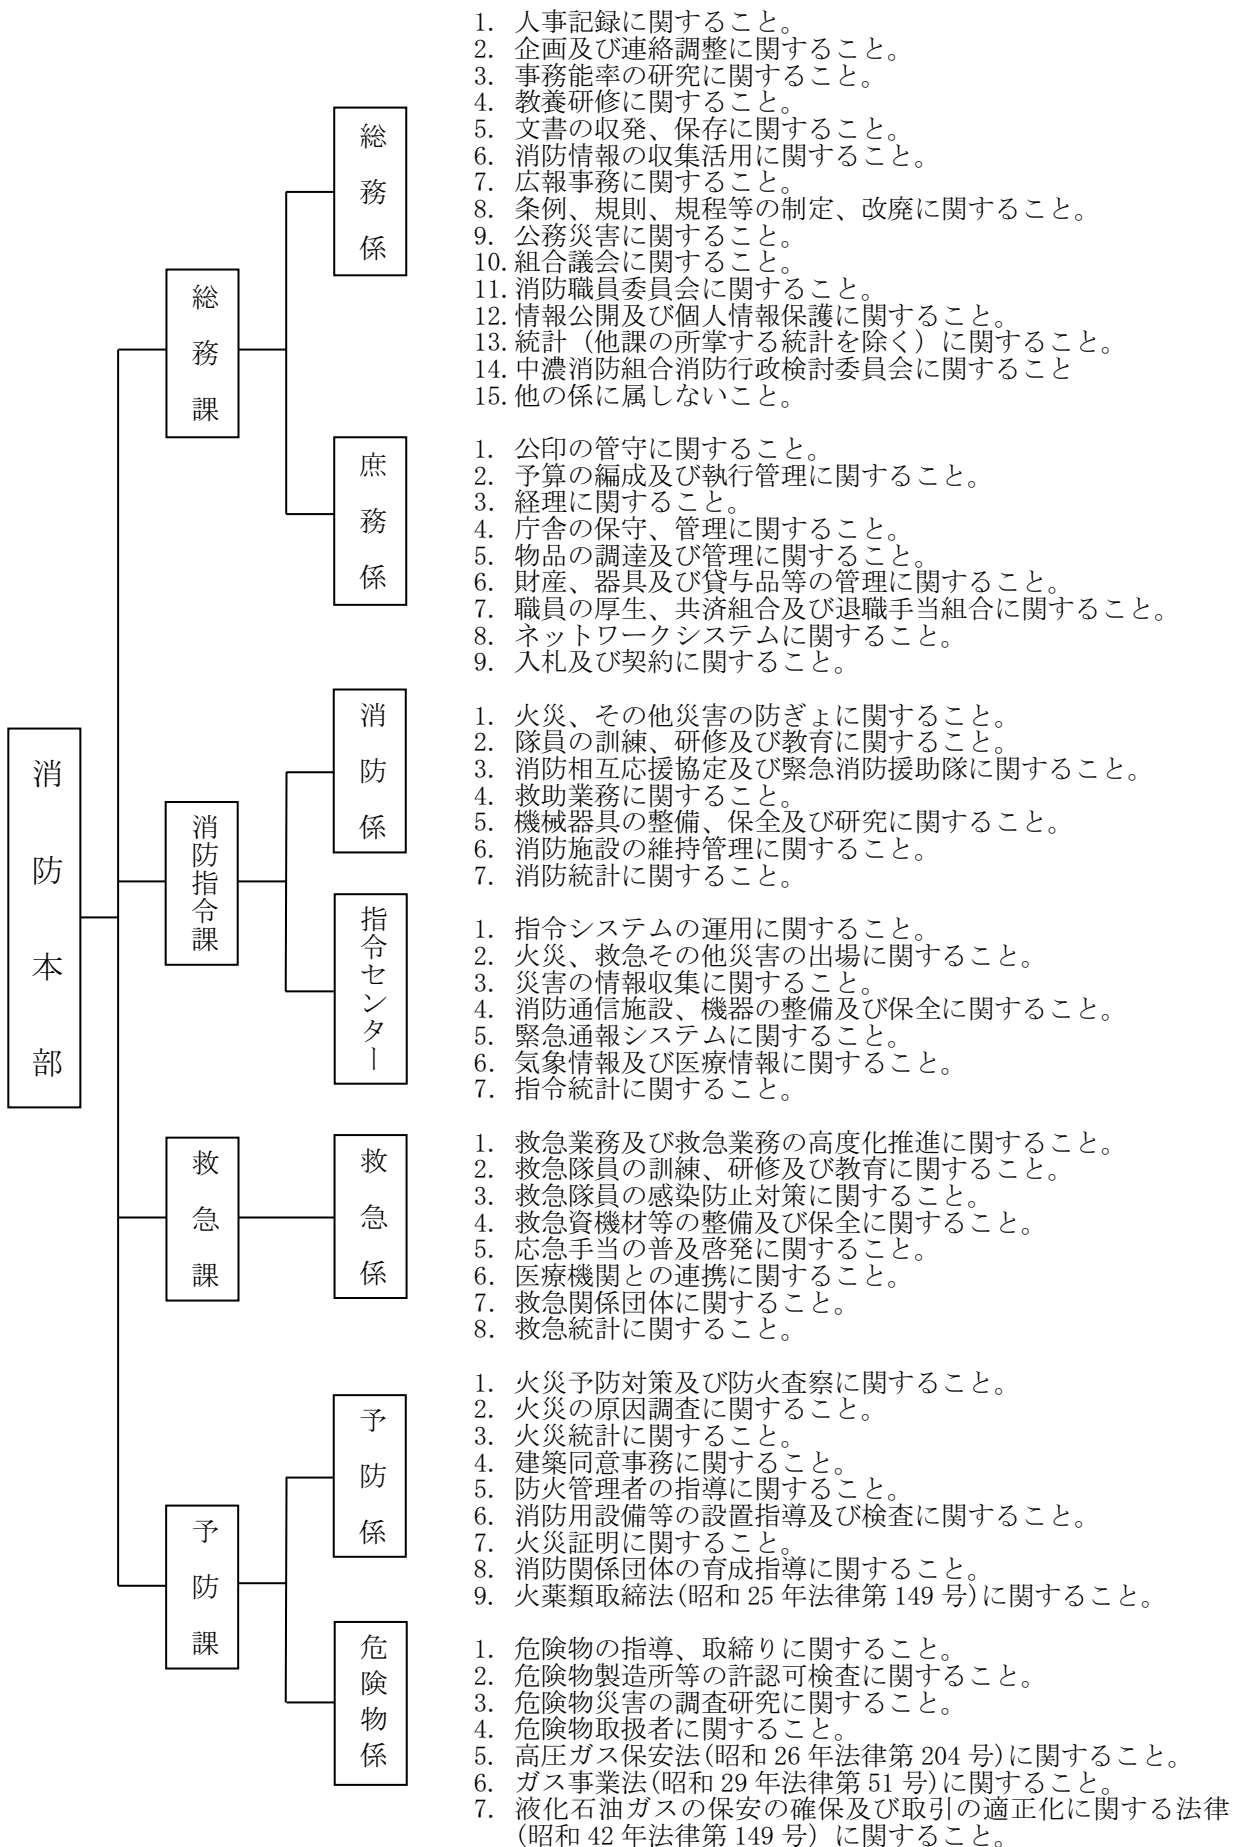 消防本部
総務課
総務係
1. 人事記録に関すること。
2. 企画及び連絡調整に関すること。
3. 事務能率の研究に関すること。
4. 教養研修に関すること。
5. 文書の収発、保存に関すること。
6. 消防情報の収集活用に関すること。
7. 広報事務に関すること。
8. 条例、規則、規程等の制定、改廃に関すること。
9. 公務災害に関すること。
10. 組合議会に関すること。
11. 消防職員委員会に関すること。
12. 情報公開及び個人情報保護に関すること。
13. 統計（他課の所掌する統計を除く）に関すること。
14. 中濃消防組合消防行政検討委員会に関すること
15. 他の係に属しないこと。
庶務係
1. 公印の管守に関すること。
2. 予算の編成及び執行管理に関すること。
3. 経理に関すること。
4. 庁舎の保守、管理に関すること。
5. 物品の調達及び管理に関すること。
6. 財産、器具及び貸与品等の管理に関すること。
7. 職員の厚生、共済組合及び退職手当組合に関すること。
8. ネットワークシステムに関すること。
9. 入札及び契約に関すること。
消防指令課
消防係
1. 火災、その他災害の防ぎょに関すること。
2. 隊員の訓練、研修及び教育に関すること。
3. 消防相互応援協定及び緊急消防援助隊に関すること。
4. 救助業務に関すること。
5. 機械器具の整備、保全及び研究に関すること。
6. 消防施設の維持管理に関すること。
7. 消防統計に関すること。
指令センター
1. 指令システムの運用に関すること。
2. 火災、救急その他災害の出場に関すること。
3. 災害の情報収集に関すること。
4. 消防通信施設、機器の整備及び保全に関すること。
5. 緊急通報システムに関すること。
6. 気象情報及び医療情報に関すること。
7. 指令統計に関すること。
救急課
救急係
1. 救急業務及び救急業務の高度化推進に関すること。
2. 救急隊員の訓練、研修及び教育に関すること。
3. 救急隊員の感染防止対策に関すること。
4. 救急資機材等の整備及び保全に関すること。
5. 応急手当の普及啓発に関すること。
6. 医療機関との連携に関すること。
7. 救急関係団体に関すること。
8. 救急統計に関すること。
予防課
予防係
1. 火災予防対策及び防火査察に関すること。
2. 火災の原因調査に関すること。
3. 火災統計に関すること。
4. 建築同意事務に関すること。
5. 防火管理者の指導に関すること。
6. 消防用設備等の設置指導及び検査に関すること。
7. 火災証明に関すること。
8. 消防関係団体の育成指導に関すること。
9. 火薬類取締法(昭和 25 年法律第 149 号)に関すること。
危険物係
1. 危険物の指導、取締りに関すること。
2. 危険物製造所等の許認可検査に関すること。
3. 危険物災害の調査研究に関すること。
4. 危険物取扱者に関すること。
5. 高圧ガス保安法(昭和 26 年法律第 204 号)に関すること。
6. ガス事業法(昭和 29 年法律第 51 号)に関すること。
7. 液化石油ガスの保安の確保及び取引の適正化に関する法律
(昭和 42 年法律第 149 号）に関すること。